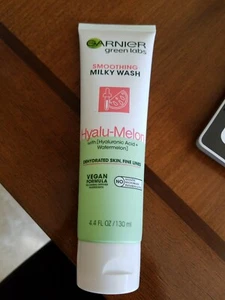 GARNIER
green labs
SMOOTHING
MILKY WASH
Hyalu-Melon
with [Hyaluronic Acid +
Watermelon]
DEHYDRATED SKIN, FINE LINES
VEGAN
FORMULA
NO
4.4 FL OZ / 130 ml